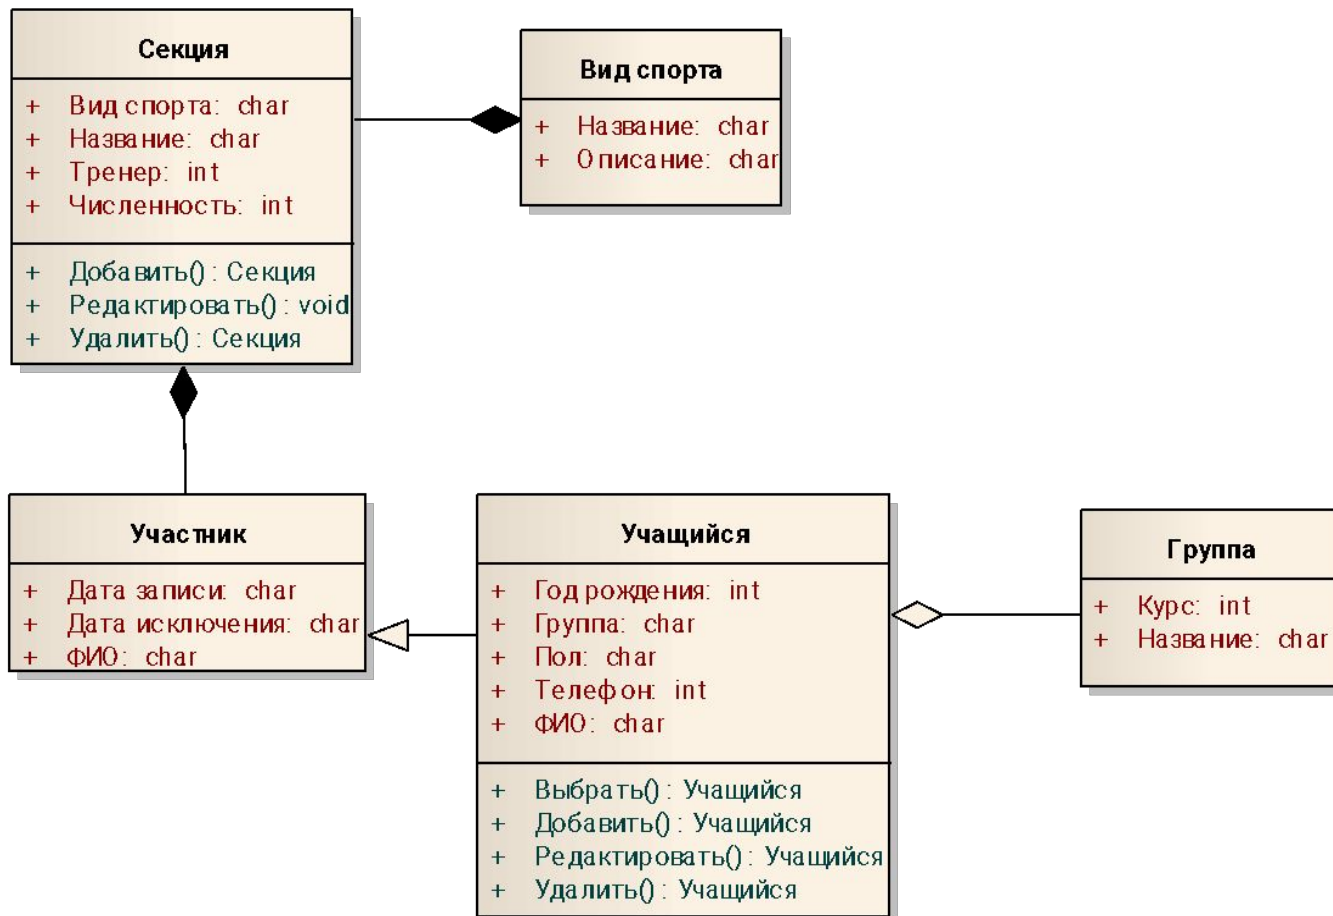 Секция
+ Вид спорта: char
+ Название: char
+ Тренер: int
+ Численность: int
+ Добавить() : Секция
+ Редактировать() : void
+ Удалить() : Секция
Вид спорта
+ Название: char
+ Описание: char
Участник
+ Дата записи: char
+ Дата исключения: char
+ ФИО: char
Учащийся
+ Год рождения: int
+ Группа: char
+ Пол: char
+ Телефон: int
+ ФИО: char
+ Выбрать() : Учащийся
+ Добавить() : Учащийся
+ Редактировать() : Учащийся
+ Удалить() : Учащийся
Группа
+ Курс: int
+ Название: char